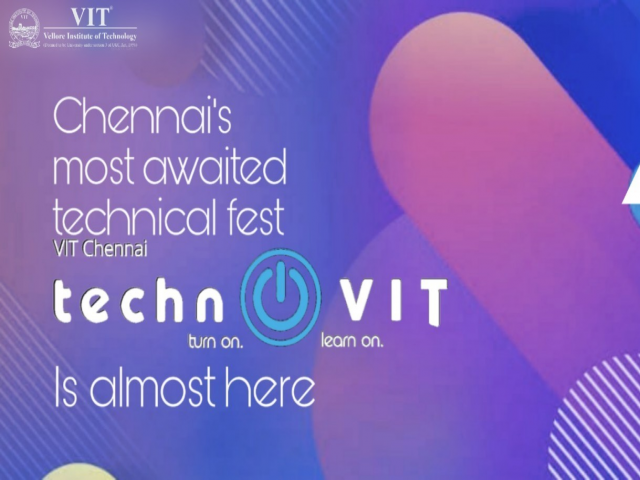 VIT
Vellore Institute of Technology
Chennai's
most awaited
technical fest
VIT Chennai
techno VIT
turn on. learn on.
Is almost here